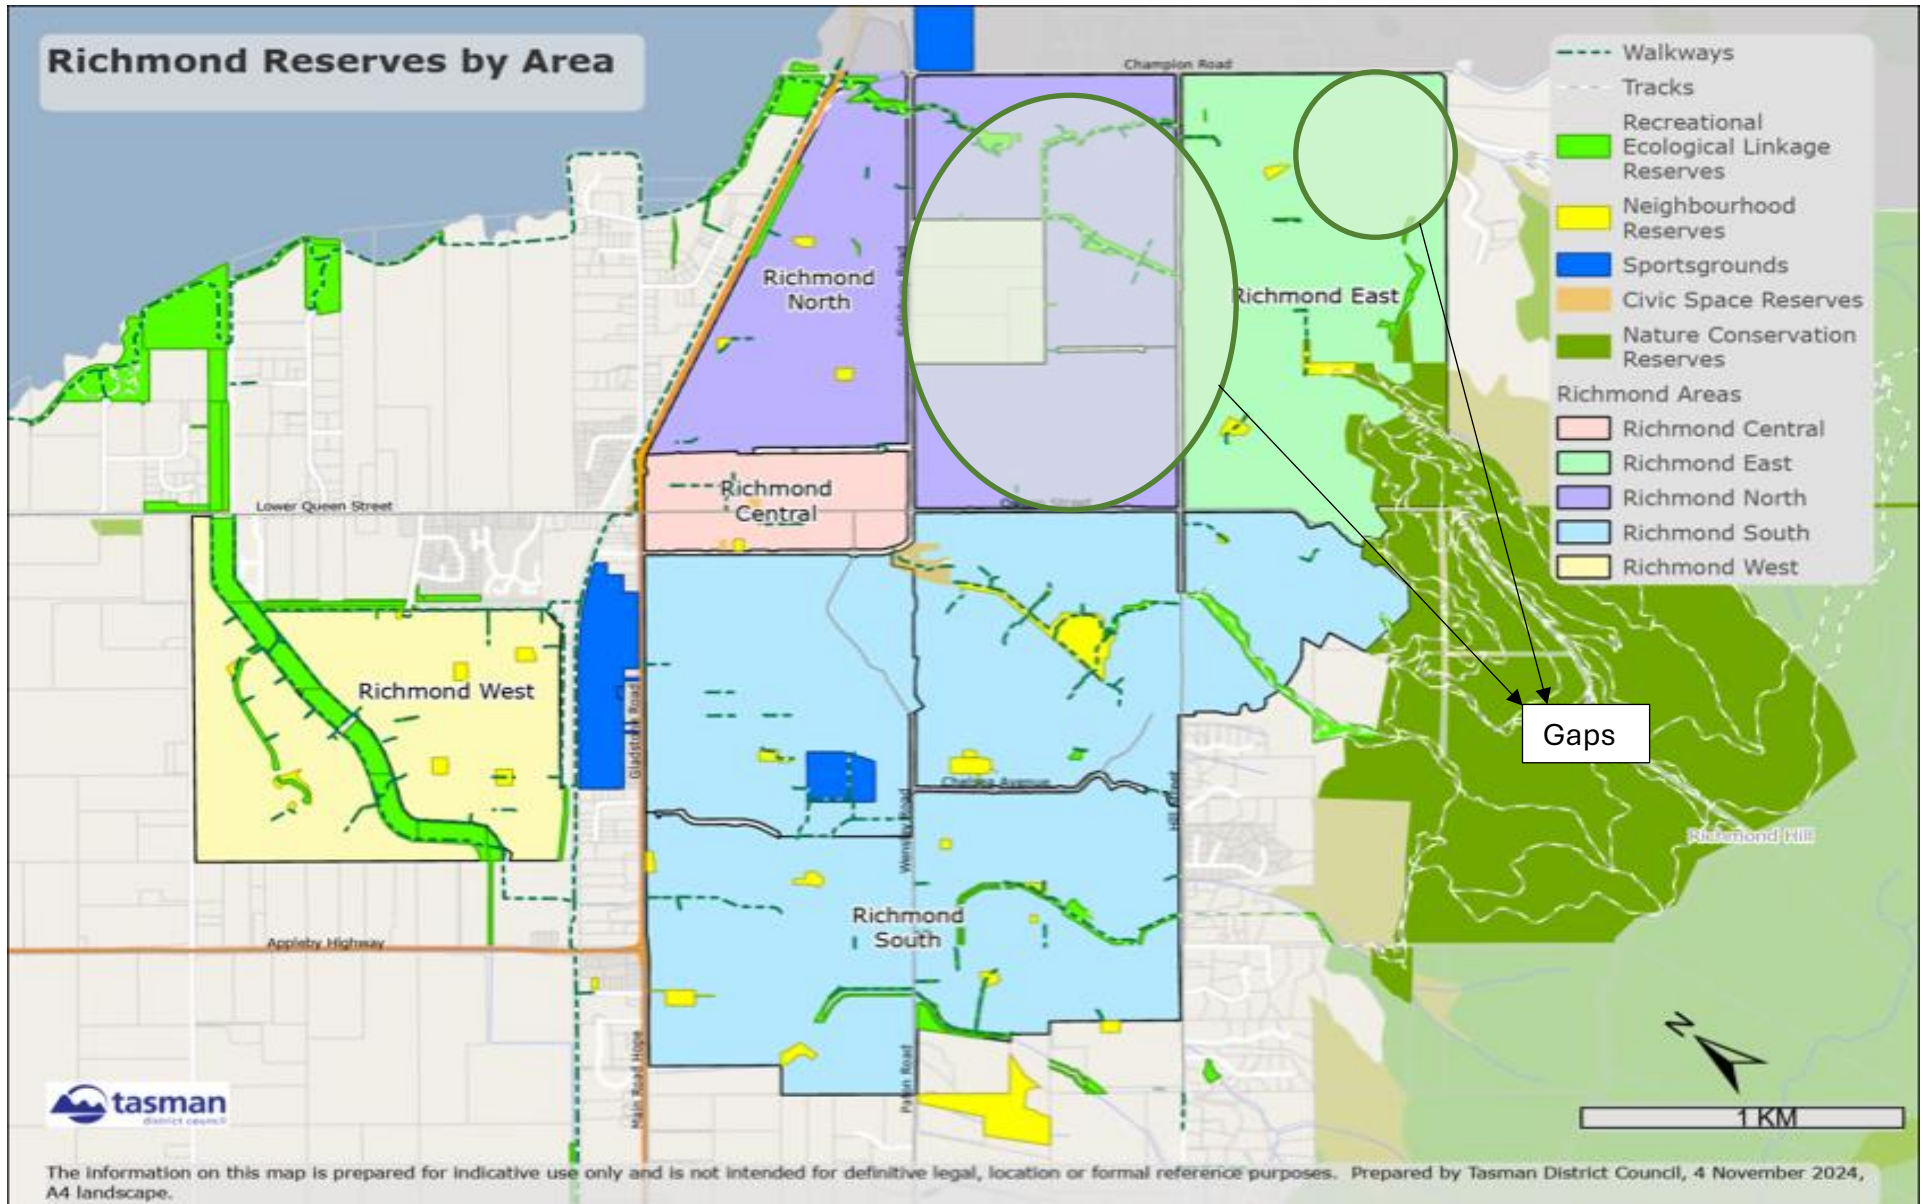 Richmond Reserves by Area
Champion Road
Walkways
Tracks
Recreational
Ecological Linkage
Reserves
Neighbourhood
Reserves
Sportsgrounds
Civic Space Reserves
Nature Conservation
Reserves
Richmond Areas
Richmond Central
Richmond East
Richmond North
Richmond South
Richmond West
Richmond
North
Richmond East
Richmond
Central
Lower Queen Street
Richmond West
Gladstone Road
Gaps
Chelsea Avenue
Hill Road
Wensley Road
Richmond Hill
Richmond
South
Appleby Highway
Main Road Hope
Paton Road
N
1 KM
tasman
district council
The information on this map is prepared for indicative use only and is not intended for definitive legal, location or formal reference purposes. Prepared by Tasman District Council, 4 November 2024,
A4 landscape.